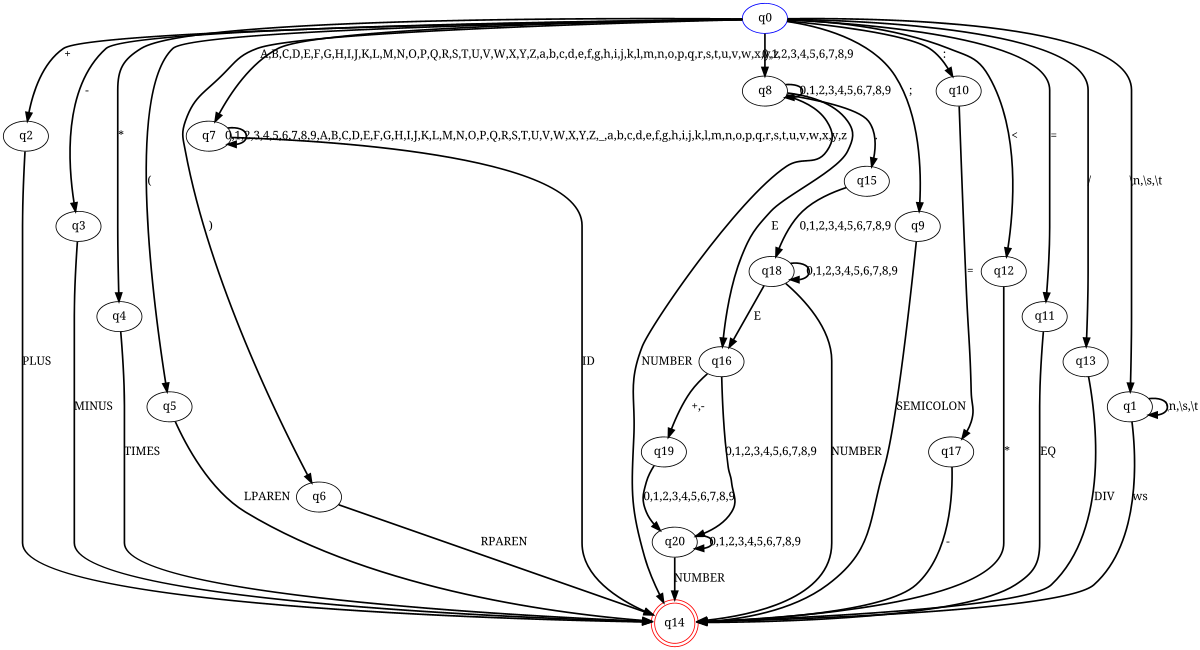 q0
+
-
*
(
)
A,B,C,D,E,F,G,H,I,J,K,L,M,N,O,P,Q,R,S,T,U,V,W,X,Y,Z,a,b,c,d,e,f,g,h,i,j,k,l,m,n,o,p,q,r,s,t,u,v,w,x,y,z
0,1,2,3,4,5,6,7,8,9
;
:
<
=
/
\n,\s,\t
q8
0,1,2,3,4,5,6,7,8,9
q10
q2
q7
0,1,2,3,4,5,6,7,8,9,A,B,C,D,E,F,G,H,I,J,K,L,M,N,O,P,Q,R,S,T,U,V,W,X,Y,Z,_,a,b,c,d,e,f,g,h,i,j,k,l,m,n,o,p,q,r,s,t,u,v,w,x,y,z
q15
q3
E
0,1,2,3,4,5,6,7,8,9
q9
q18
0,1,2,3,4,5,6,7,8,9
=
q12
q4
E
q11
PLUS
ID
NUMBER
q16
q13
MINUS
q5
+,-
SEMICOLON
q1
\n,\s,\t
TIMES
q19
0,1,2,3,4,5,6,7,8,9
NUMBER
q17
*
EQ
LPAREN
q6
0,1,2,3,4,5,6,7,8,9
DIV
ws
RPAREN
q20
0,1,2,3,4,5,6,7,8,9
-
NUMBER
q14